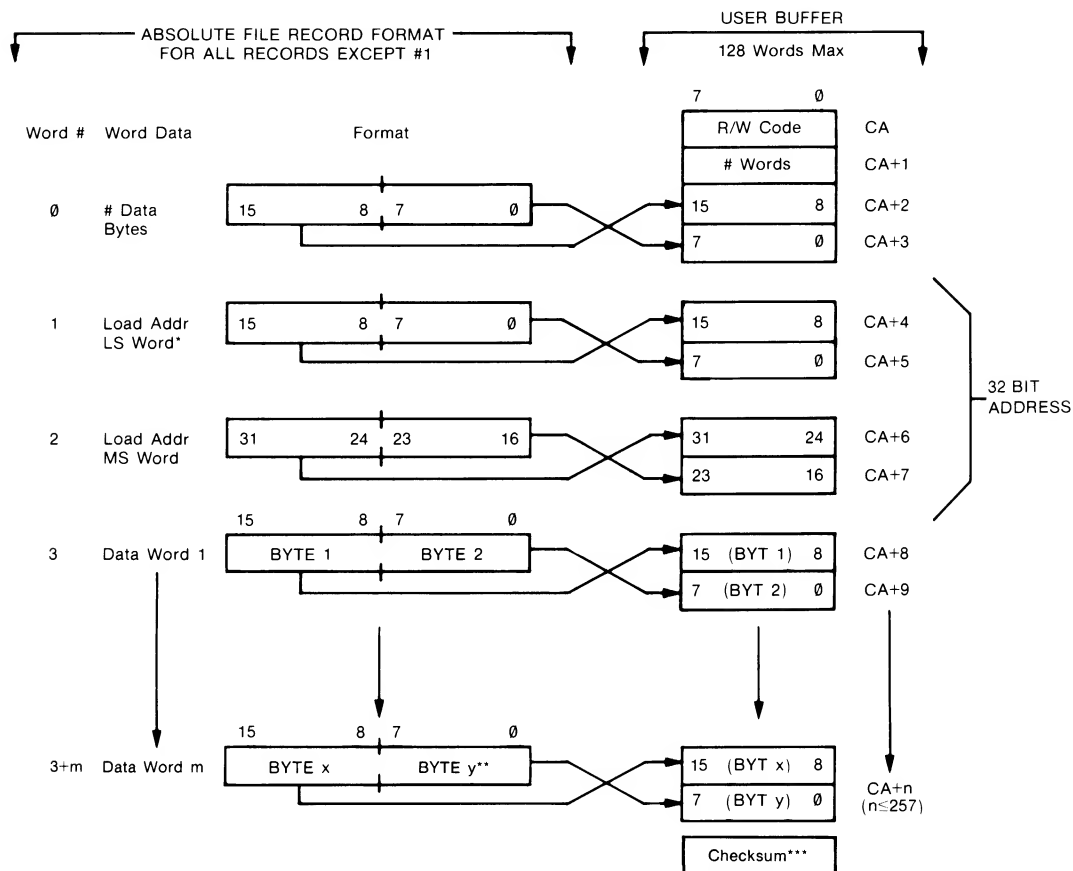 ABSOLUTE FILE RECORD FORMAT
FOR ALL RECORDS EXCEPT #1
USER BUFFER
128 Words Max
7 Ø
Word # Word Data Format
R/W Code CA
# Words CA+1
Ø # Data
Bytes
15 8 7 Ø
15 8 CA+2
7 Ø CA+3
1 Load Addr
LS Word*
15 8 7 Ø
15 8 CA+4
7 Ø CA+5
32 BIT
ADDRESS
2 Load Addr
MS Word
31 24 23 16
31 24 CA+6
23 16 CA+7
15 8 7 Ø
3 Data Word 1 BYTE 1 BYTE 2
15 (BYT 1) 8 CA+8
7 (BYT 2) Ø CA+9
15 8 7 Ø
3+m Data Word m BYTE x BYTE y**
15 (BYT x) 8
7 (BYT y) Ø
CA+n
(n≤257)
Checksum***